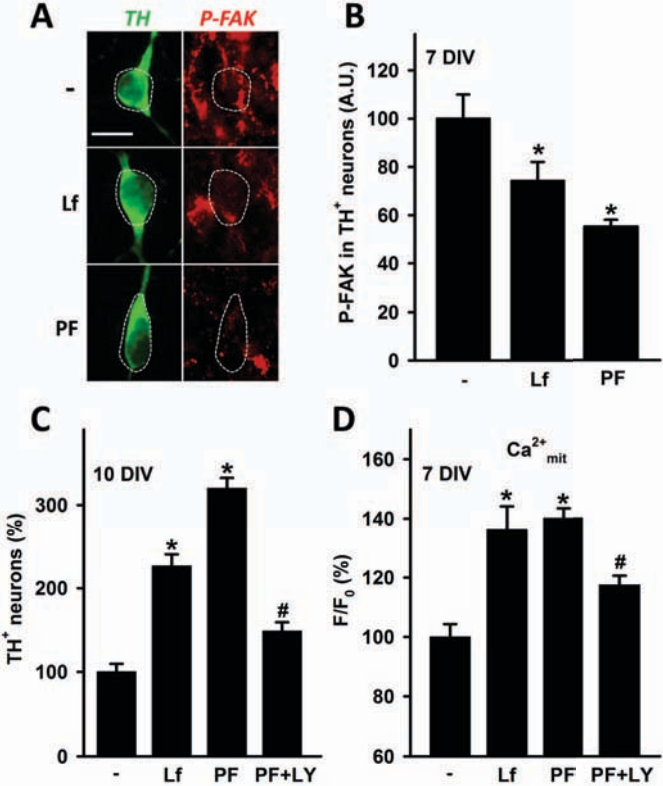 A
TH
P-FAK
-
Lf
PF
B
7 DIV
P-FAK in TH⁺ neurons (A.U.)
120
100
80
60
40
20
0
*
*
-
Lf
PF
C
10 DIV
TH⁺ neurons (%)
300
200
100
0
*
*
#
-
Lf
PF
PF+LY
D
7 DIV
Ca²⁺mit
F/F₀ (%)
160
140
120
100
80
60
*
*
#
-
Lf
PF
PF+LY